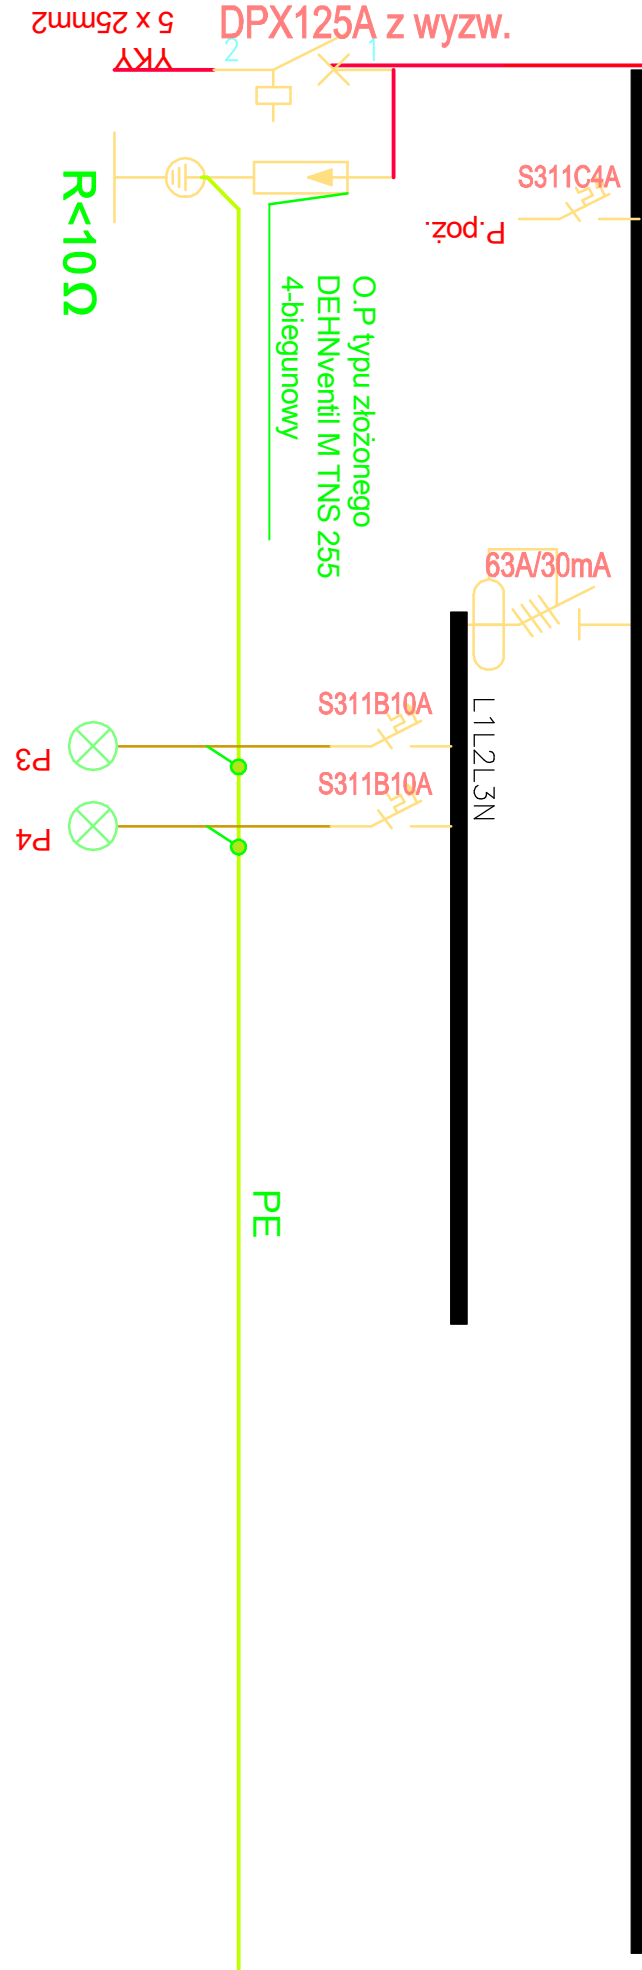 DPX125A z wyzw.
5 x 25mm2
YKY
2
1
S311C4A
P.poż.
R<10Ω
O.P typu złożonego
DEHNventil M TNS 255
4-biegunowy
63A/30mA
L1L2L3N
S311B10A
P3
S311B10A
P4
PE